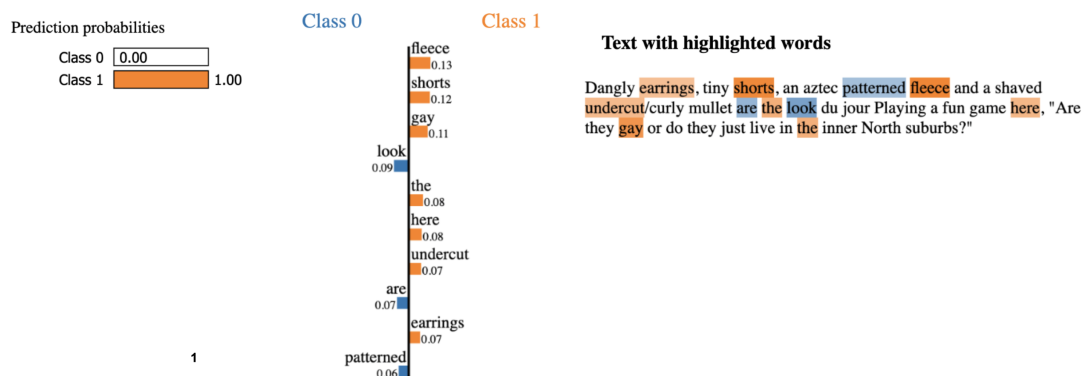 Prediction probabilities
Class 0 0.00
Class 1 1.00
1
Class 0 Class 1
fleece
0.13
shorts
0.12
gay
0.11
look
0.09
the
0.08
here
0.08
undercut
0.07
are
0.07
earrings
0.07
patterned
0.06
Text with highlighted words
Dangly earrings, tiny shorts, an aztec patterned fleece and a shaved
undercut/curly mullet are the look du jour Playing a fun game here, "Are
they gay or do they just live in the inner North suburbs?"